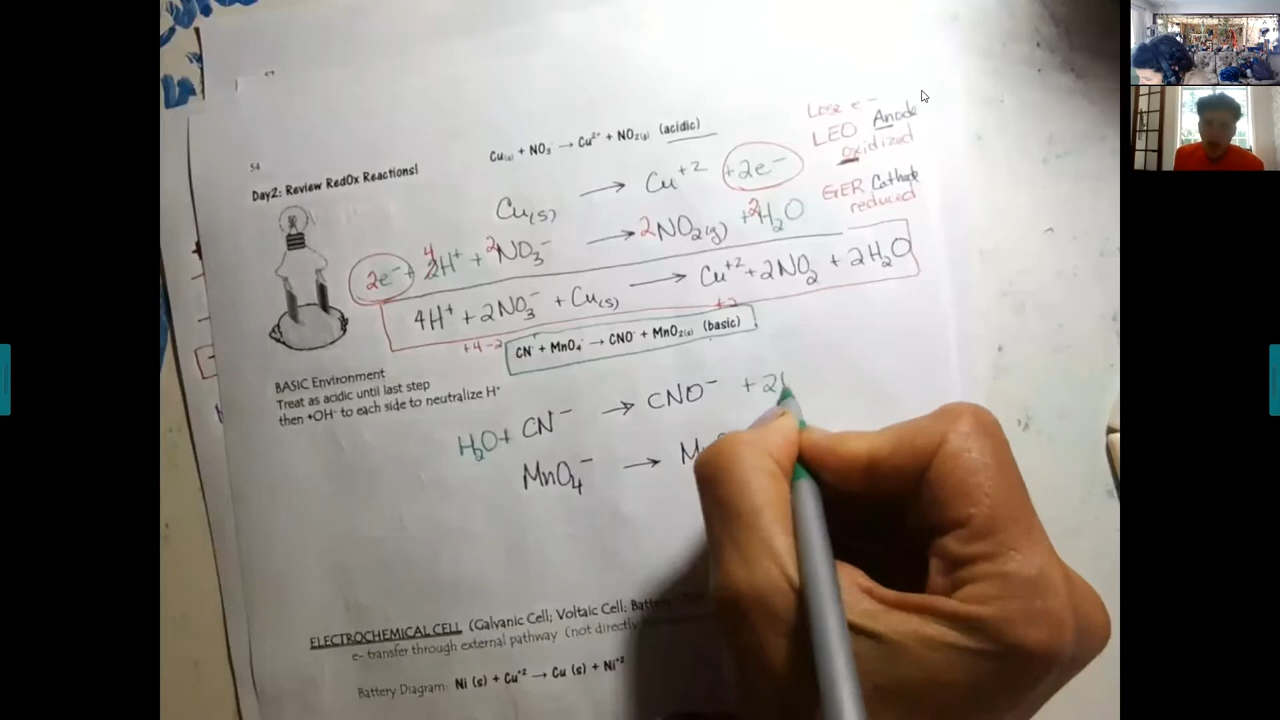 54
Day2: Review RedOx Reactions!
Cu(s) + NO3⁻ → Cu²⁺ + NO2(g) (acidic)
Lose e⁻
LEO Anode
oxidized
GER Cathode
reduced
Cu(s) → Cu⁺² + 2e⁻
2e⁻ + 4H⁺ + 2NO3⁻ → 2NO2(g) + 2H2O
4H⁺ + 2NO3⁻ + Cu(s) → Cu⁺² + 2NO2 + 2H2O
+4 -2 +2
CN⁻ + MnO4⁻ → CNO⁻ + MnO2(s) (basic)
BASIC Environment
Treat as acidic until last step
then +OH⁻ to each side to neutralize H⁺
H2O + CN⁻ → CNO⁻ + 2
MnO4⁻ →
ELECTROCHEMICAL CELL (Galvanic Cell; Voltaic Cell;
e- transfer through external pathway (not directly
Battery Diagram: Ni (s) + Cu⁺² → Cu (s) + Ni⁺²